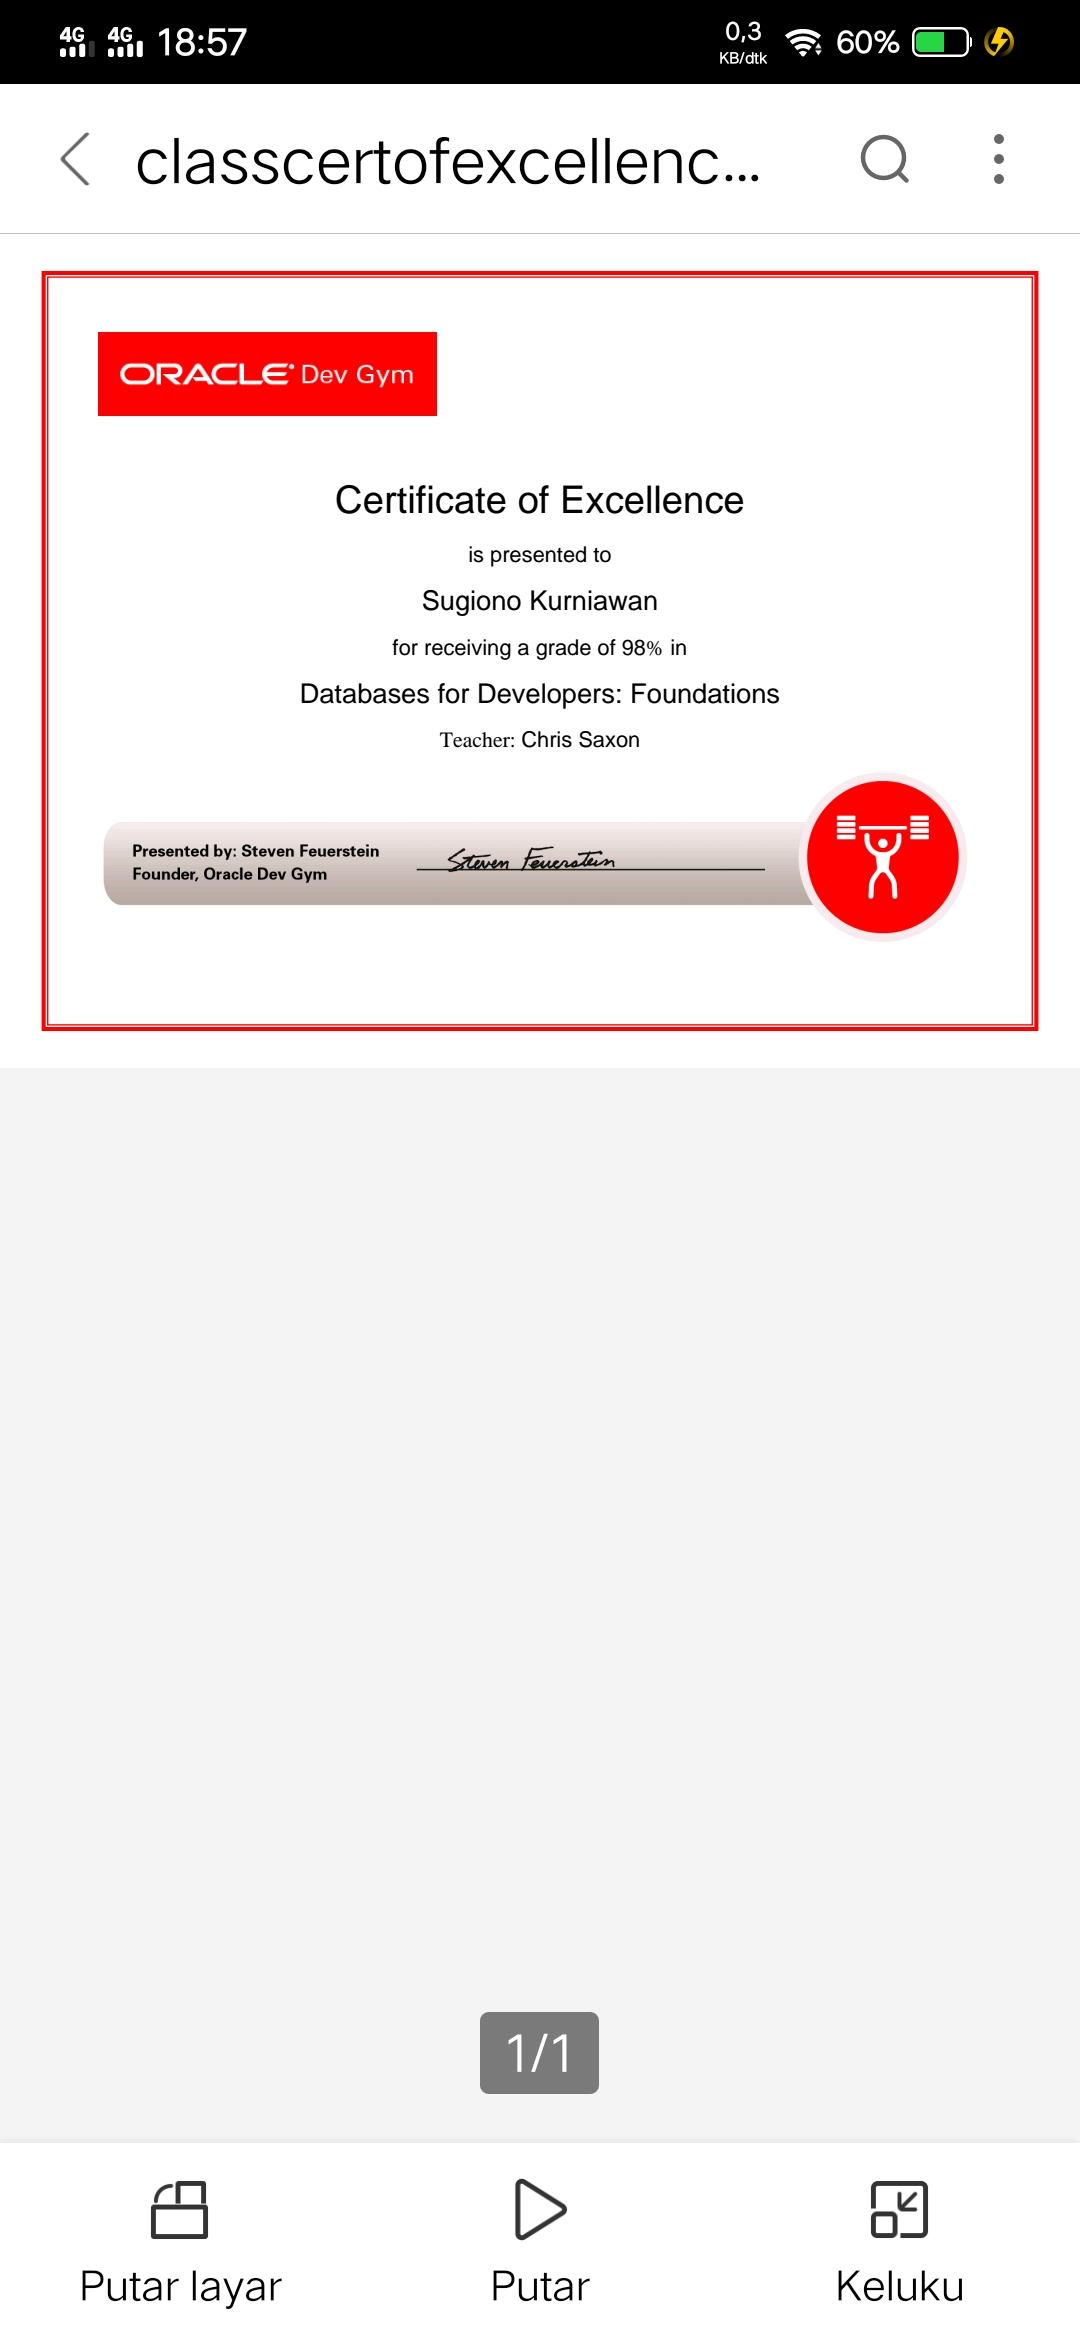 4G 4G 18:57 0,3 KB/dtk 60%
classcertofexcellenc...
ORACLE Dev Gym
Certificate of Excellence
is presented to
Sugiono Kurniawan
for receiving a grade of 98% in
Databases for Developers: Foundations
Teacher: Chris Saxon
Presented by: Steven Feuerstein
Founder, Oracle Dev Gym
Steven Feuerstein
1/1
Putar layar Putar Keluku